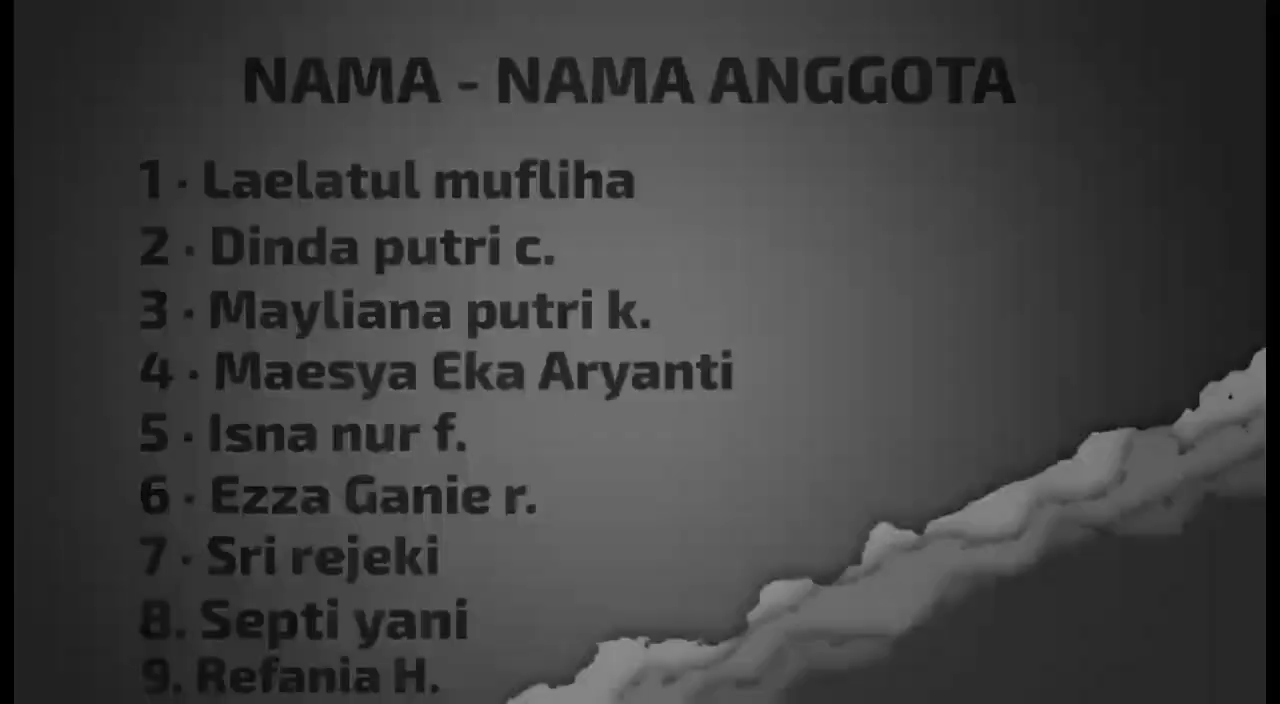 NAMA - NAMA ANGGOTA
1 · Laelatul mufliha
2 · Dinda putri c.
3 · Mayliana putri k.
4 · Maesya Eka Aryanti
5 · Isna nur f.
6 · Ezza Ganie r.
7 · Sri rejeki
8. Septi yani
9. Refania H.